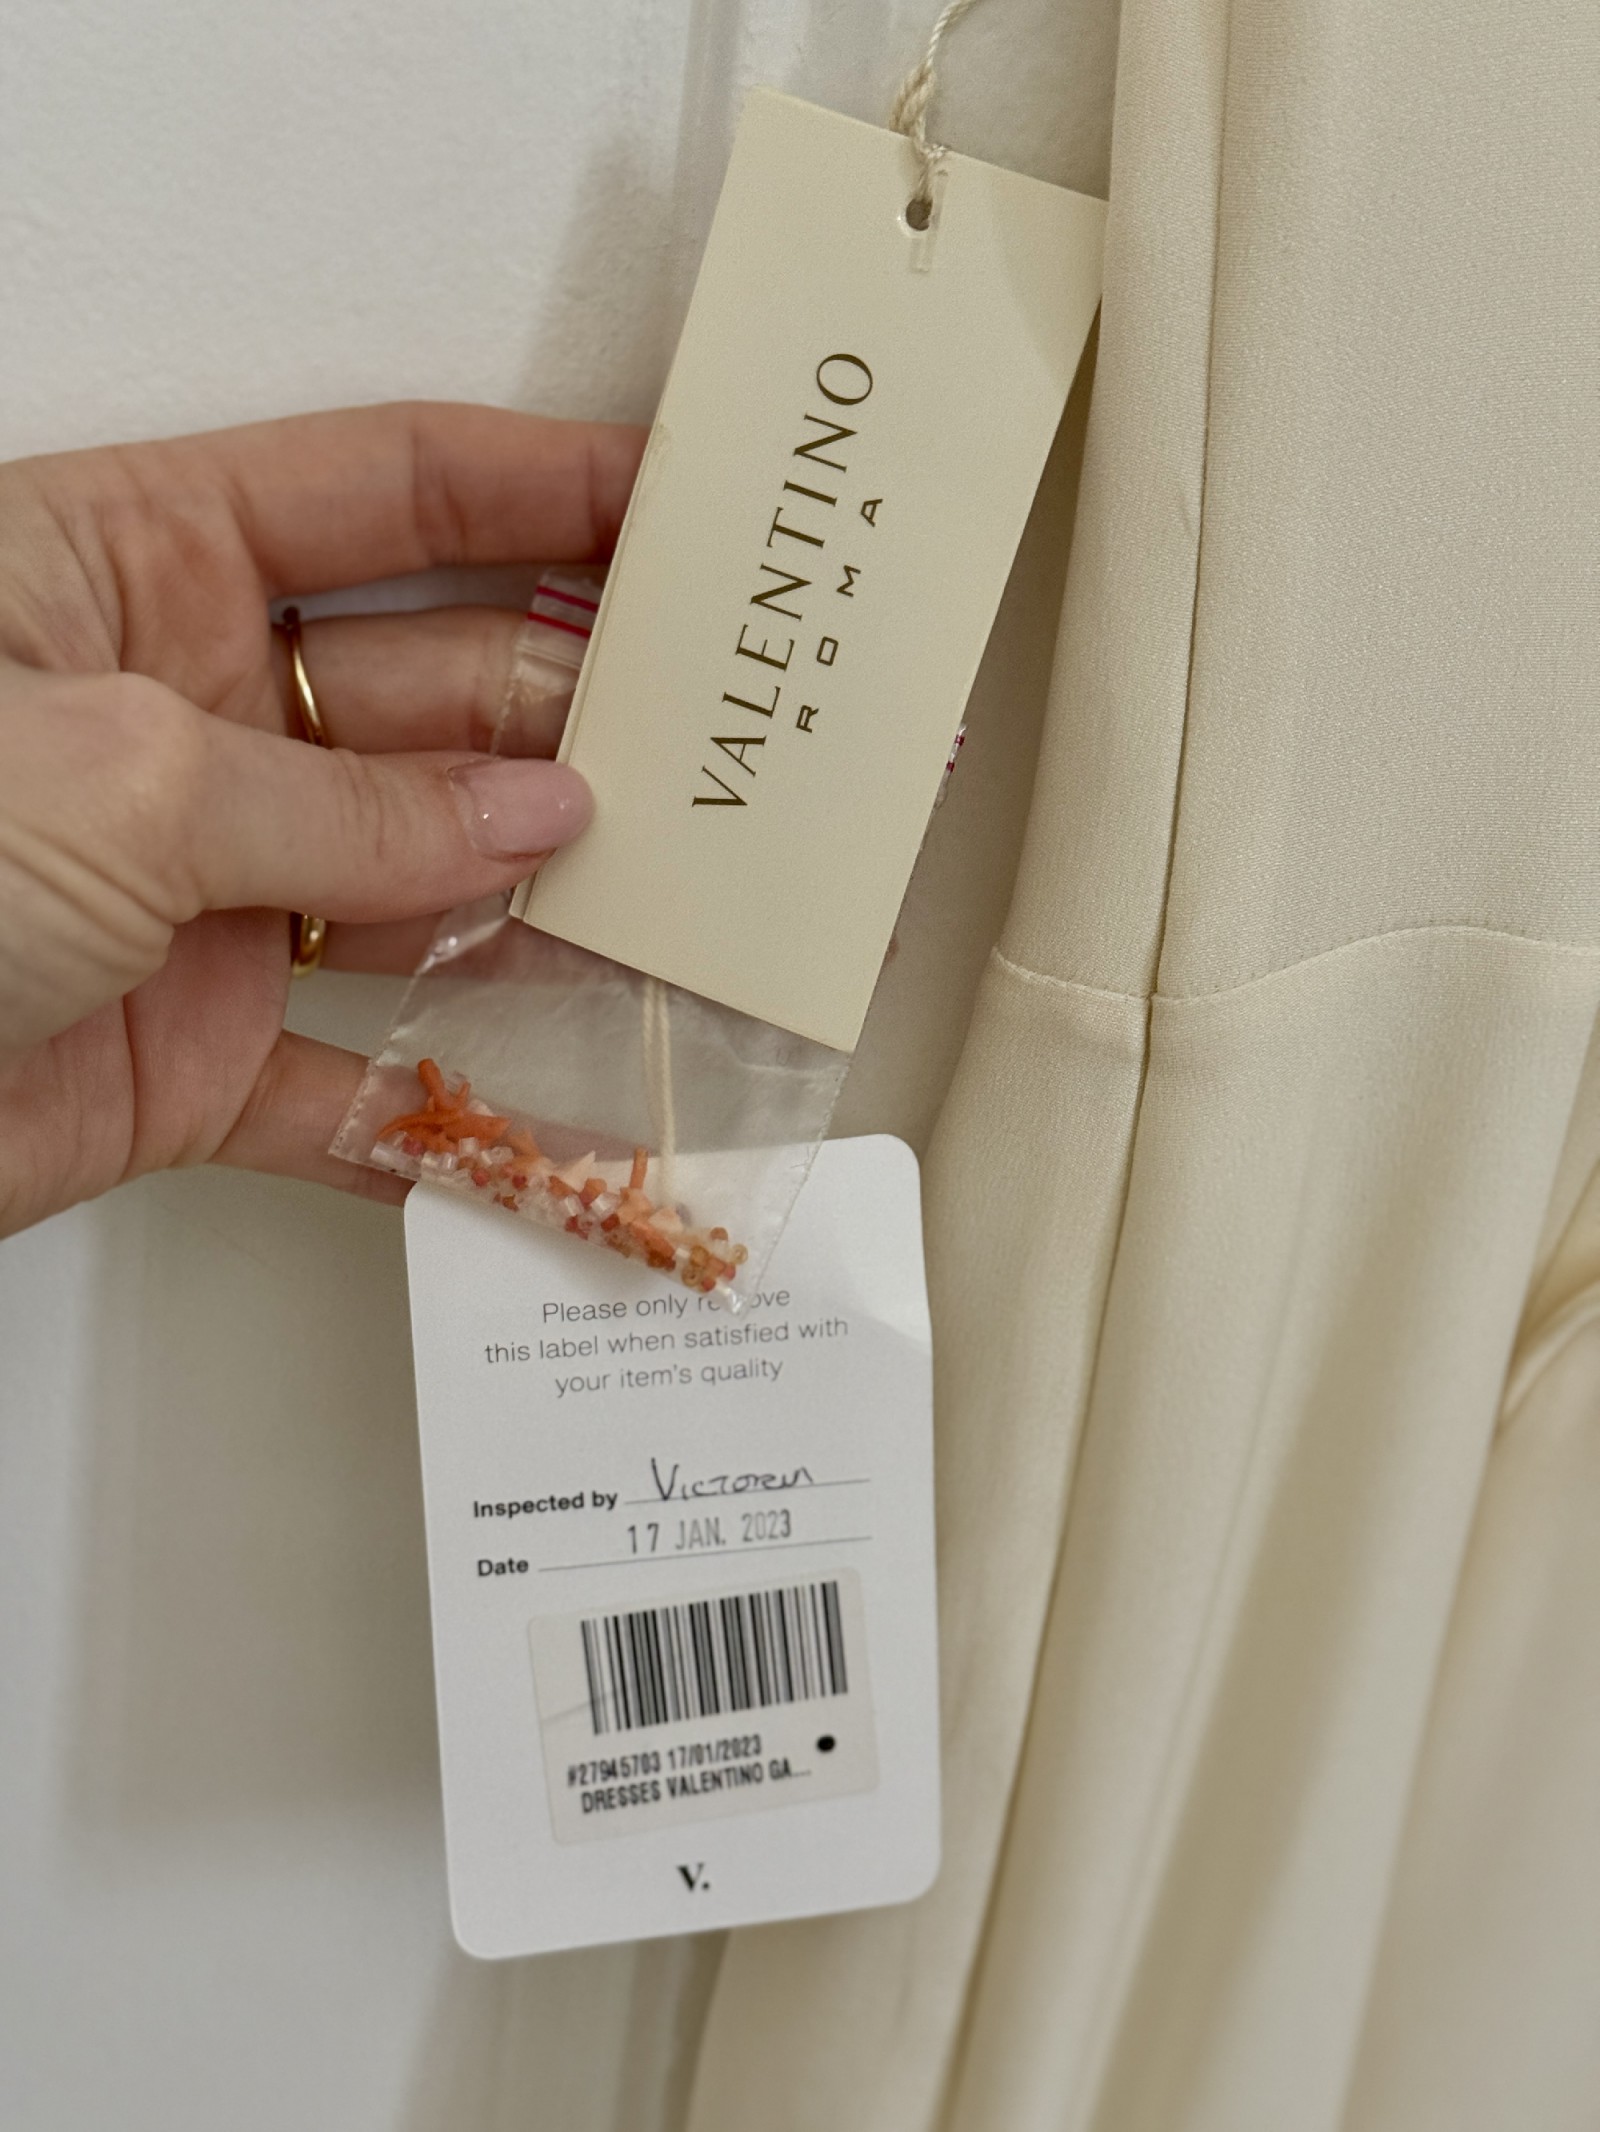 VALENTINO
ROMA
Please only remove
this label when satisfied with
your item's quality
Inspected by Victoria
Date 17 JAN. 2023
#27945703 17/01/2023
DRESSES VALENTINO GA...
V.